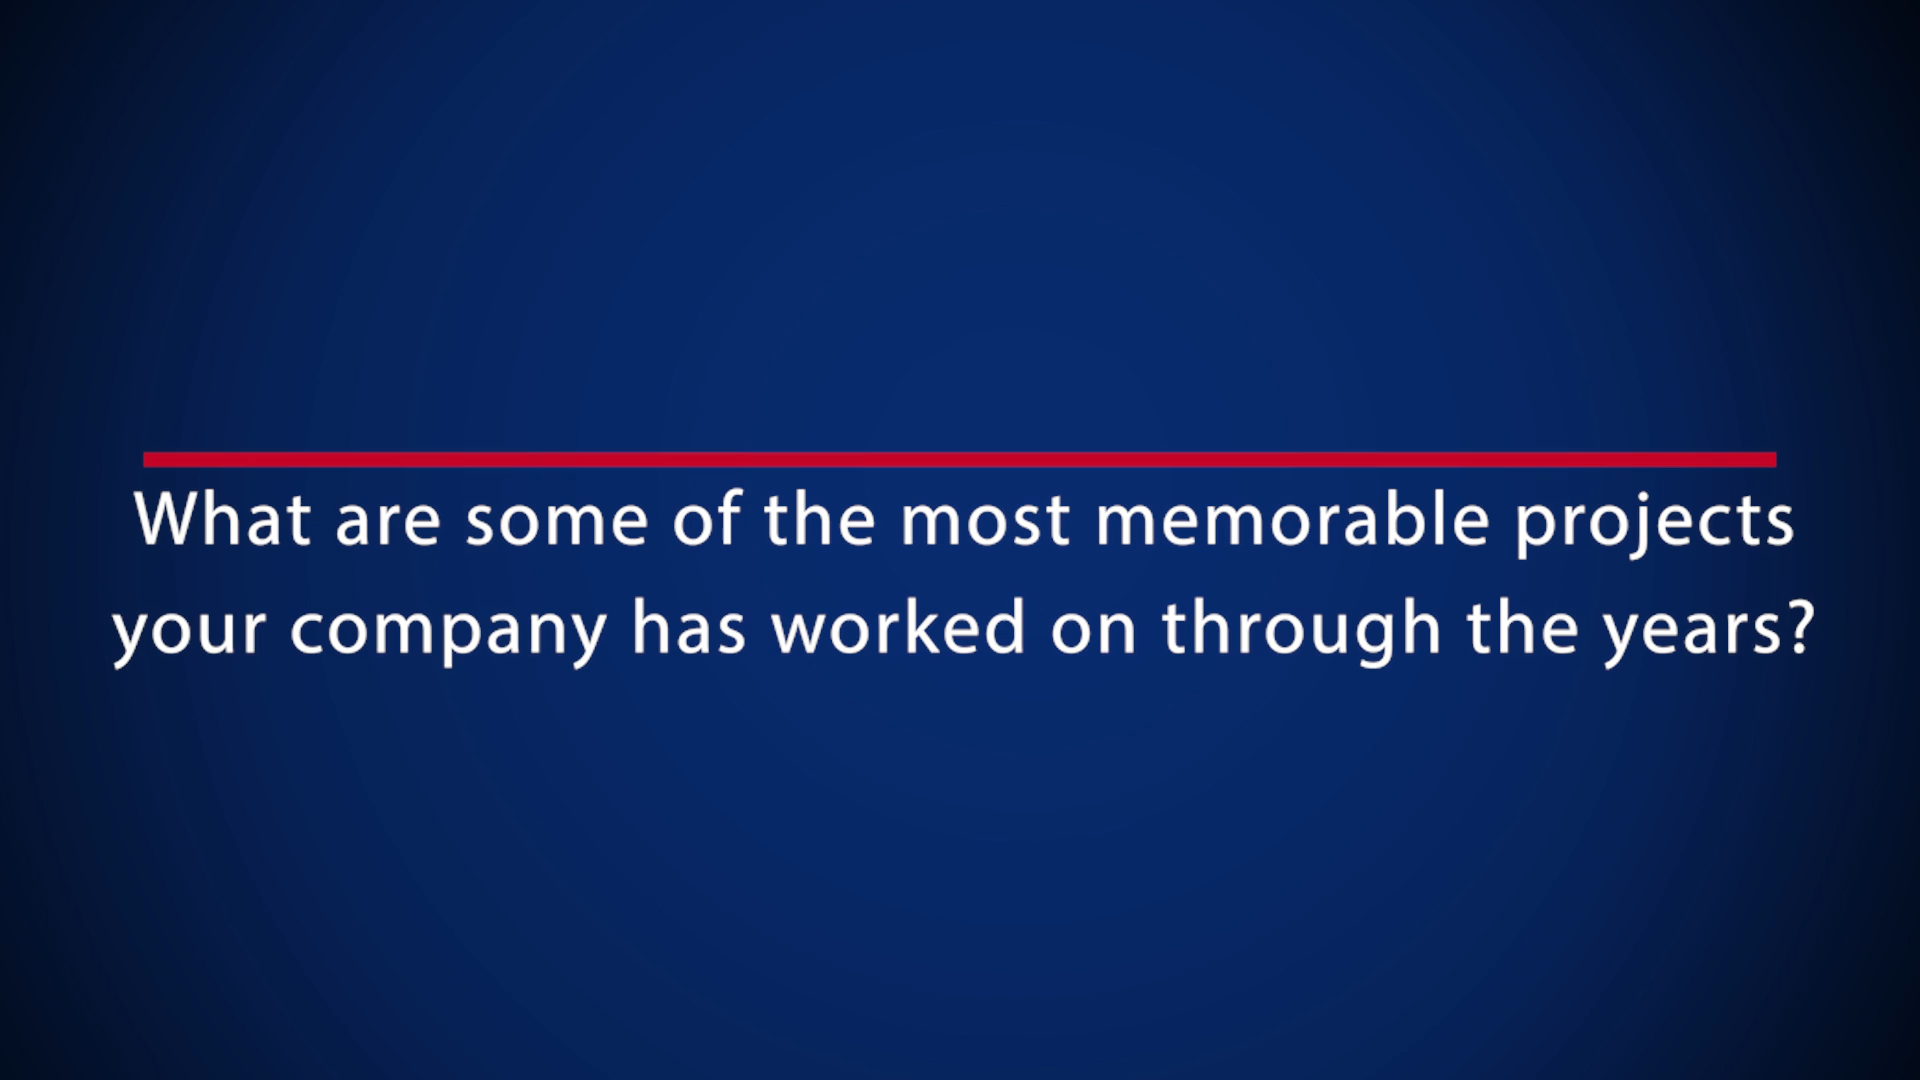 What are some of the most memorable projects
your company has worked on through the years?